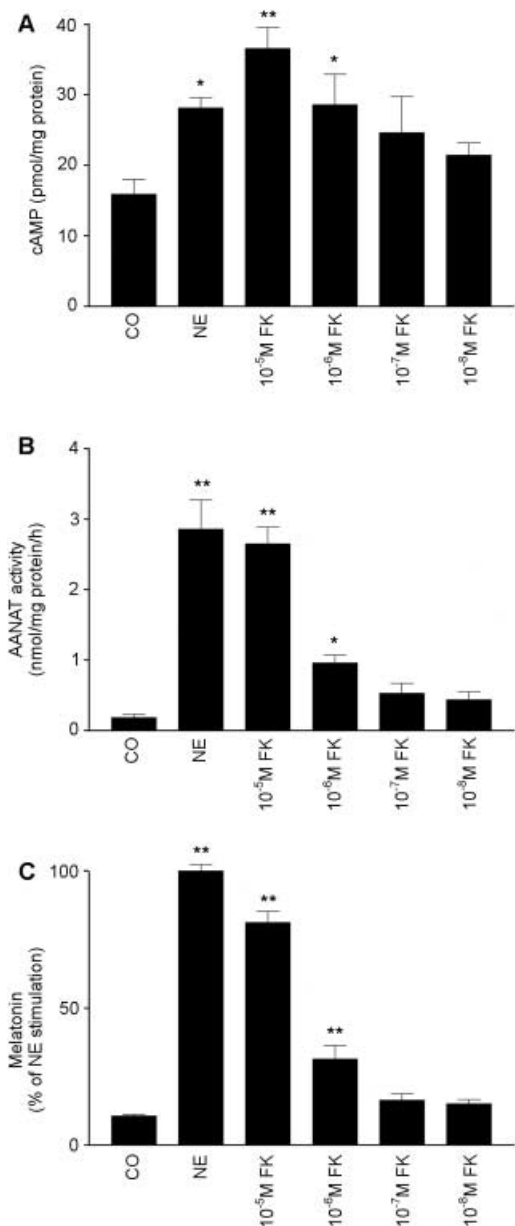 A
cAMP (pmol/mg protein)
40
30
20
10
0
**
*
*
CO
NE
10⁻⁵M FK
10⁻⁶M FK
10⁻⁷M FK
10⁻⁸M FK
B
AANAT activity
(nmol/mg protein/h)
4
3
2
1
0
**
**
*
CO
NE
10⁻⁵M FK
10⁻⁶M FK
10⁻⁷M FK
10⁻⁸M FK
C
Melatonin
(% of NE stimulation)
100
50
0
**
**
**
CO
NE
10⁻⁵M FK
10⁻⁶M FK
10⁻⁷M FK
10⁻⁸M FK